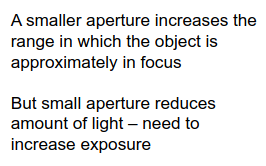 A smaller aperture increases the
range in which the object is
approximately in focus
But small aperture reduces
amount of light – need to
increase exposure